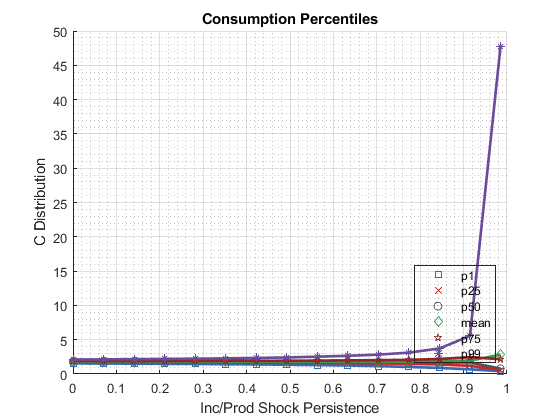 Consumption Percentiles
50
45
40
35
30
25
20
15
10
5
0
C Distribution
p1
p25
p50
mean
p75
p99
0 0.1 0.2 0.3 0.4 0.5 0.6 0.7 0.8 0.9 1
Inc/Prod Shock Persistence